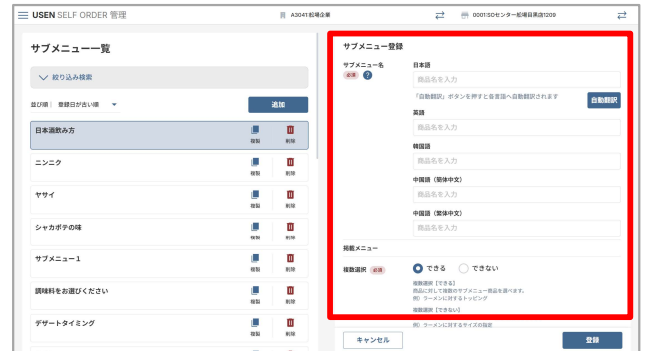 USEN SELF ORDER 管理
A3041:船場企業
0001:SOセンター船場目黒店1209
サブメニュー一覧
絞り込み検索
並び順
登録日が古い順
追加
日本酒飲み方
複製
削除
ニンニク
複製
削除
ヤサイ
複製
削除
シャカポテの味
複製
削除
サブメニュー1
複製
削除
調味料をお選びください
複製
削除
デザートタイミング
複製
削除
サブメニュー登録
サブメニュー名
必須
?
日本語
商品名を入力
「自動翻訳」ボタンを押すと各言語へ自動翻訳されます
自動翻訳
英語
商品名を入力
韓国語
商品名を入力
中国語（簡体中文）
商品名を入力
中国語（繁体中文）
商品名を入力
掲載メニュー
複数選択 必須
できる
できない
複数選択【できる】
商品に対して複数のサブメニュー商品を選べます。
例）ラーメンに対するトッピング
複数選択【できない】
例）ラーメンに対するサイズの指定
キャンセル
登録